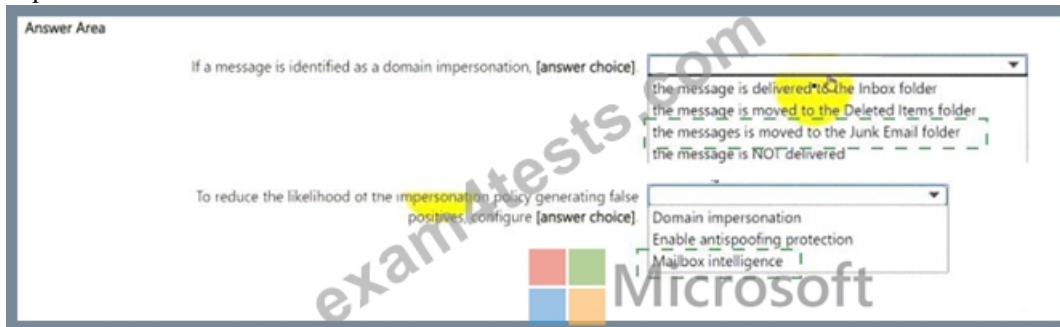 Answer Area
If a message is identified as a domain impersonation, [answer choice].
the message is delivered to the Inbox folder
the message is moved to the Deleted Items folder
the messages is moved to the Junk Email folder
the message is NOT delivered
To reduce the likelihood of the impersonation policy generating false
positives, configure [answer choice].
Domain impersonation
Enable antispoofing protection
Mailbox intelligence
exam4tests.com
Microsoft